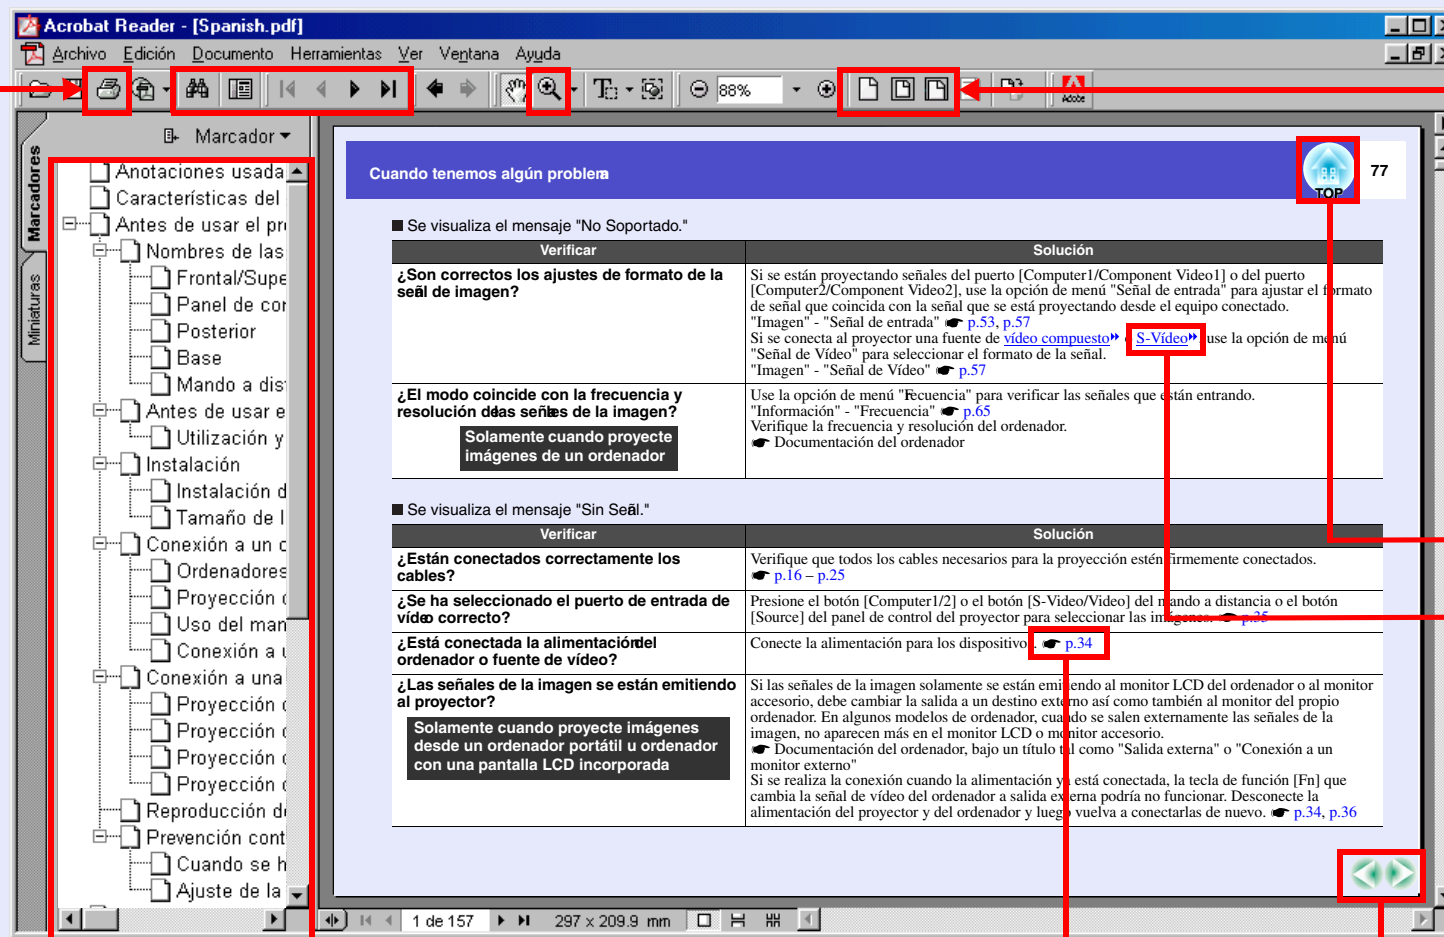 Acrobat Reader - [Spanish.pdf]
Archivo Edición Documento Herramientas Ver Ventana Ayuda
88%
Adobe
Marcadores
Miniaturas
Marcador
Anotaciones usada
Características del
Antes de usar el pr
Nombres de las
Frontal/Supe
Panel de cor
Posterior
Base
Mando a dis
Antes de usar e
Utilización y
Instalación
Instalación d
Tamaño de l
Conexión a un c
Ordenadores
Proyección c
Uso del man
Conexión a u
Conexión a una
Proyección c
Proyección c
Proyección c
Proyección c
Reproducción de
Prevención cont
Cuando se h
Ajuste de la
Cuando tenemos algún problema
TOP
77
■ Se visualiza el mensaje "No Soportado."
Verificar Solución
¿Son correctos los ajustes de formato de la
señal de imagen?
Si se están proyectando señales del puerto [Computer1/Component Video1] o del puerto
[Computer2/Component Video2], use la opción de menú "Señal de entrada" para ajustar el formato
de señal que coincida con la señal que se está proyectando desde el equipo conectado.
"Imagen" - "Señal de entrada" ☛ p.53, p.57
Si se conecta al proyector una fuente de vídeo compuesto o S-Vídeo use la opción de menú
"Señal de Vídeo" para seleccionar el formato de la señal.
"Imagen" - "Señal de Vídeo" ☛ p.57
¿El modo coincide con la frecuencia y
resolución de las señales de la imagen?
Solamente cuando proyecte
imágenes de un ordenador
Use la opción de menú "Frecuencia" para verificar las señales que están entrando.
"Información" - "Frecuencia" ☛ p.65
Verifique la frecuencia y resolución del ordenador.
☛ Documentación del ordenador
■ Se visualiza el mensaje "Sin Señal."
Verificar Solución
¿Están conectados correctamente los
cables?
Verifique que todos los cables necesarios para la proyección estén firmemente conectados.
☛ p.16 – p.25
¿Se ha seleccionado el puerto de entrada de
vídeo correcto?
Presione el botón [Computer1/2] o el botón [S-Video/Video] del mando a distancia o el botón
[Source] del panel de control del proyector para seleccionar las imágenes. ☛ p.35
¿Está conectada la alimentación del
ordenador o fuente de vídeo?
Conecte la alimentación para los dispositivos. ☛ p.34
¿Las señales de la imagen se están emitiendo
al proyector?
Solamente cuando proyecte imágenes
desde un ordenador portátil u ordenador
con una pantalla LCD incorporada
Si las señales de la imagen solamente se están emitiendo al monitor LCD del ordenador o al monitor
accesorio, debe cambiar la salida a un destino externo así como también al monitor del propio
ordenador. En algunos modelos de ordenador, cuando se salen externamente las señales de la
imagen, no aparecen más en el monitor LCD o monitor accesorio.
☛ Documentación del ordenador, bajo un título tal como "Salida externa" o "Conexión a un
monitor externo"
Si se realiza la conexión cuando la alimentación ya está conectada, la tecla de función [Fn] que
cambia la señal de vídeo del ordenador a salida externa podría no funcionar. Desconecte la
alimentación del proyector y del ordenador y luego vuelva a conectarlas de nuevo. ☛ p.34, p.36
1 de 157 297 x 209.9 mm